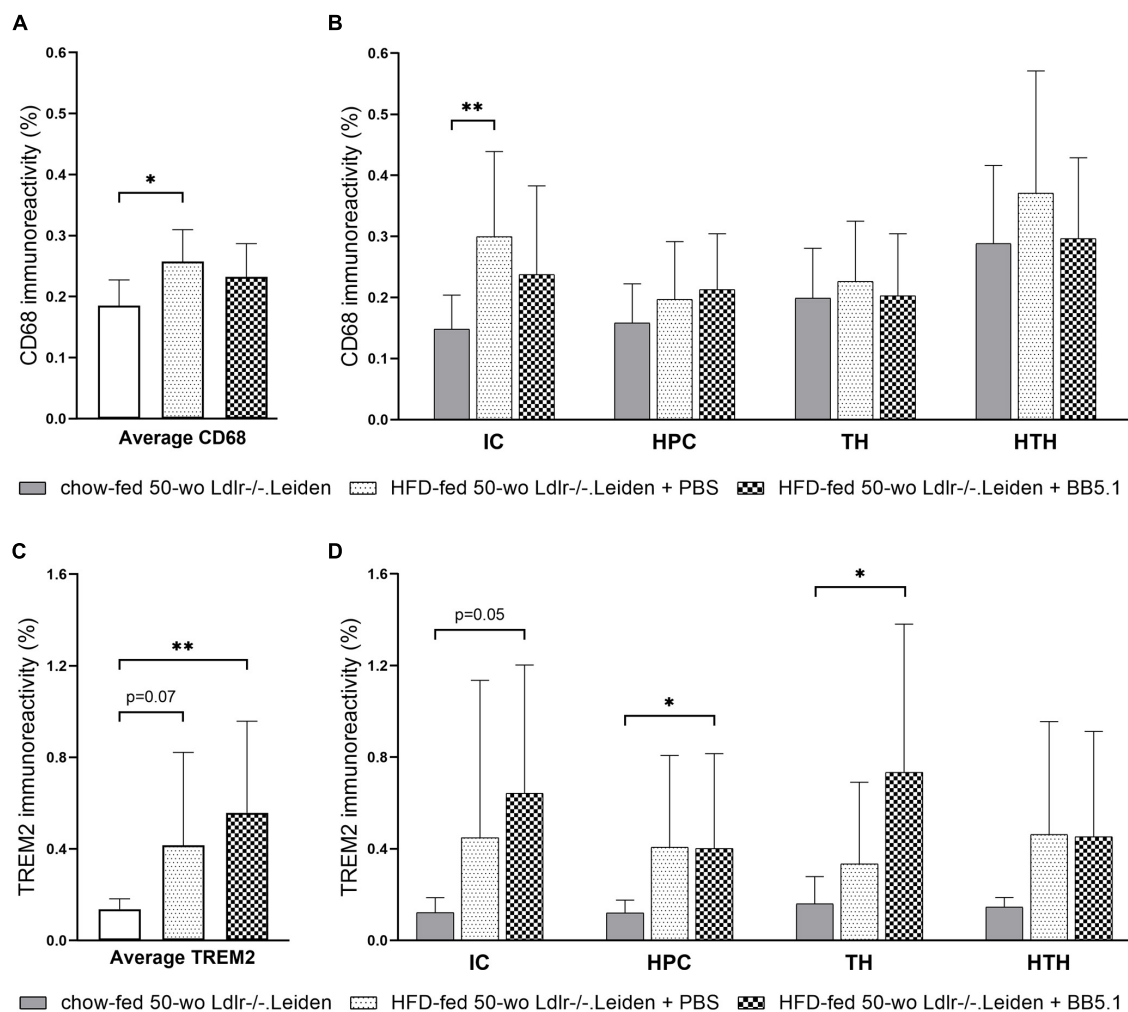 A
CD68 immunoreactivity (%)
0.6
0.5
0.4
0.3
0.2
0.1
0.0
*
Average CD68
B
CD68 immunoreactivity (%)
0.6
0.5
0.4
0.3
0.2
0.1
0.0
**
IC HPC TH HTH
chow-fed 50-wo Ldlr-/-.Leiden HFD-fed 50-wo Ldlr-/-.Leiden + PBS HFD-fed 50-wo Ldlr-/-.Leiden + BB5.1
C
TREM2 immunoreactivity (%)
1.6
1.2
0.8
0.4
0.0
**
p=0.07
Average TREM2
D
TREM2 immunoreactivity (%)
1.6
1.2
0.8
0.4
0.0
p=0.05
*
*
IC HPC TH HTH
chow-fed 50-wo Ldlr-/-.Leiden HFD-fed 50-wo Ldlr-/-.Leiden + PBS HFD-fed 50-wo Ldlr-/-.Leiden + BB5.1